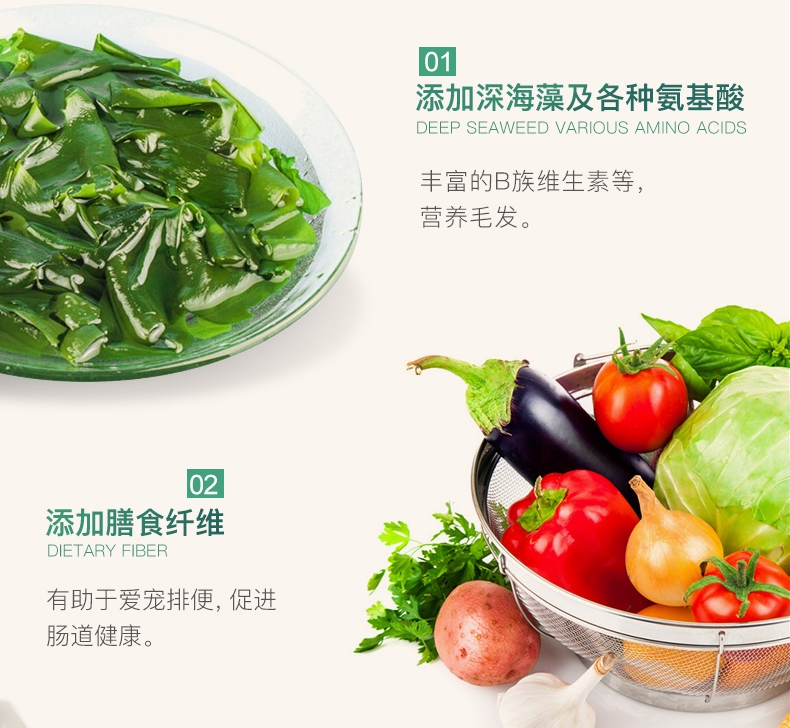 01
添加深海藻及各种氨基酸
DEEP SEAWEED VARIOUS AMINO ACIDS
丰富的B族维生素等，
营养毛发。
02
添加膳食纤维
DIETARY FIBER
有助于爱宠排便，促进
肠道健康。